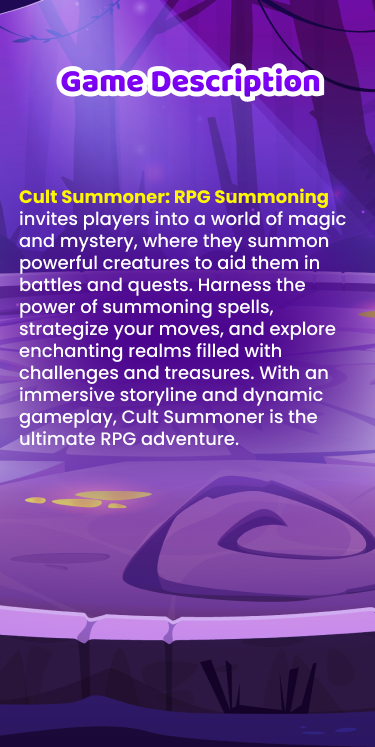 Game Description
Cult Summoner: RPG Summoning
invites players into a world of magic
and mystery, where they summon
powerful creatures to aid them in
battles and quests. Harness the
power of summoning spells,
strategize your moves, and explore
enchanting realms filled with
challenges and treasures. With an
immersive storyline and dynamic
gameplay, Cult Summoner is the
ultimate RPG adventure.